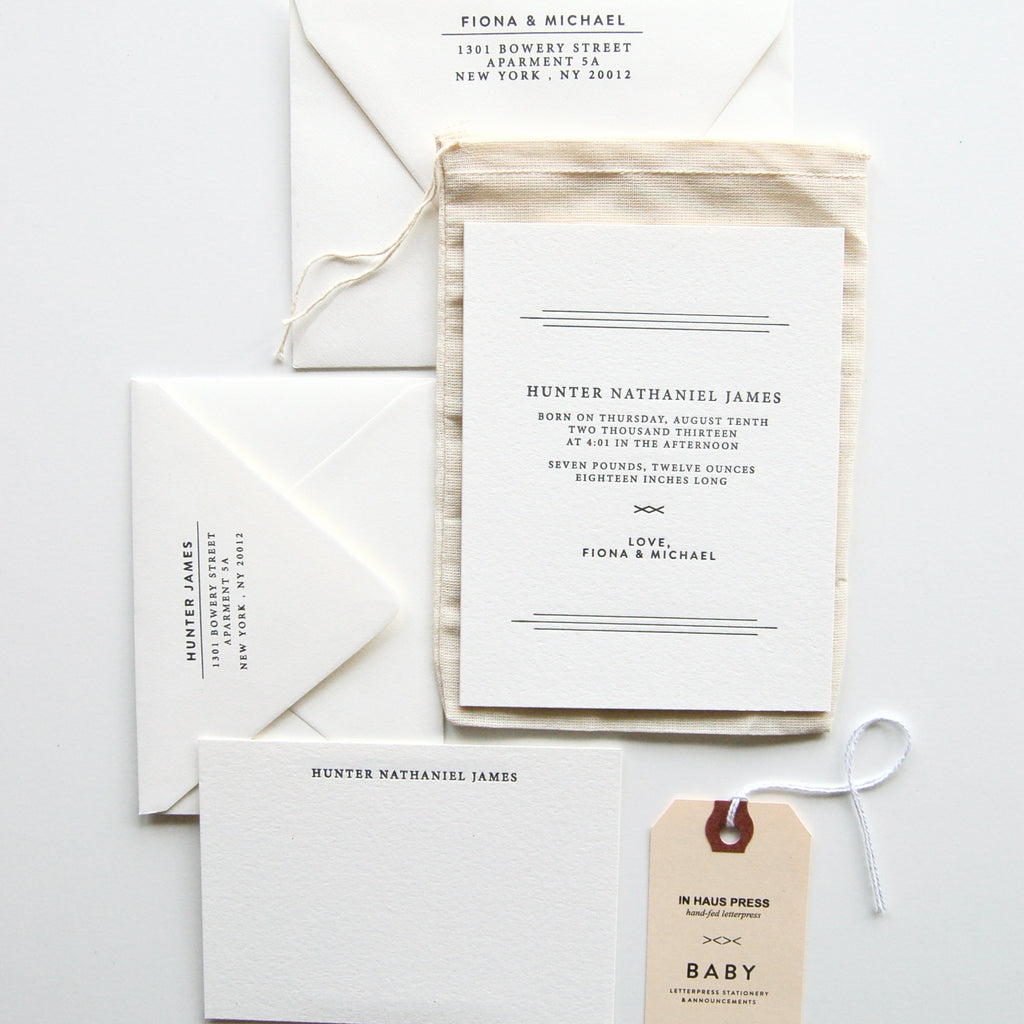 FIONA & MICHAEL
1301 BOWERY STREET
APARMENT 5A
NEW YORK , NY 20012
HUNTER NATHANIEL JAMES
BORN ON THURSDAY, AUGUST TENTH
TWO THOUSAND THIRTEEN
AT 4:01 IN THE AFTERNOON
SEVEN POUNDS, TWELVE OUNCES
EIGHTEEN INCHES LONG
LOVE,
FIONA & MICHAEL
HUNTER JAMES
1301 BOWERY STREET
APARMENT 5A
NEW YORK , NY 20012
HUNTER NATHANIEL JAMES
IN HAUS PRESS
hand-fed letterpress
BABY
LETTERPRESS STATIONERY
& ANNOUNCEMENTS